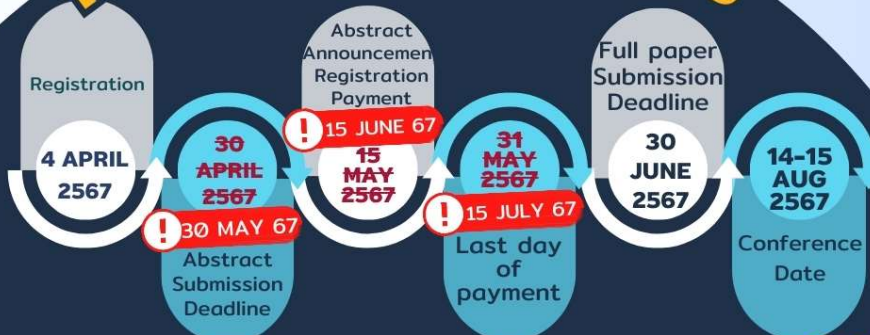 Registration
4 APRIL
2567
30
APRIL
2567
! 30 MAY 67
Abstract
Submission
Deadline
Abstract
Announcemen
Registration
Payment
! 15 JUNE 67
15
MAY
2567
31
MAY
2567
! 15 JULY 67
Last day
of
payment
Full paper
Submission
Deadline
30
JUNE
2567
14-15
AUG
2567
Conference
Date